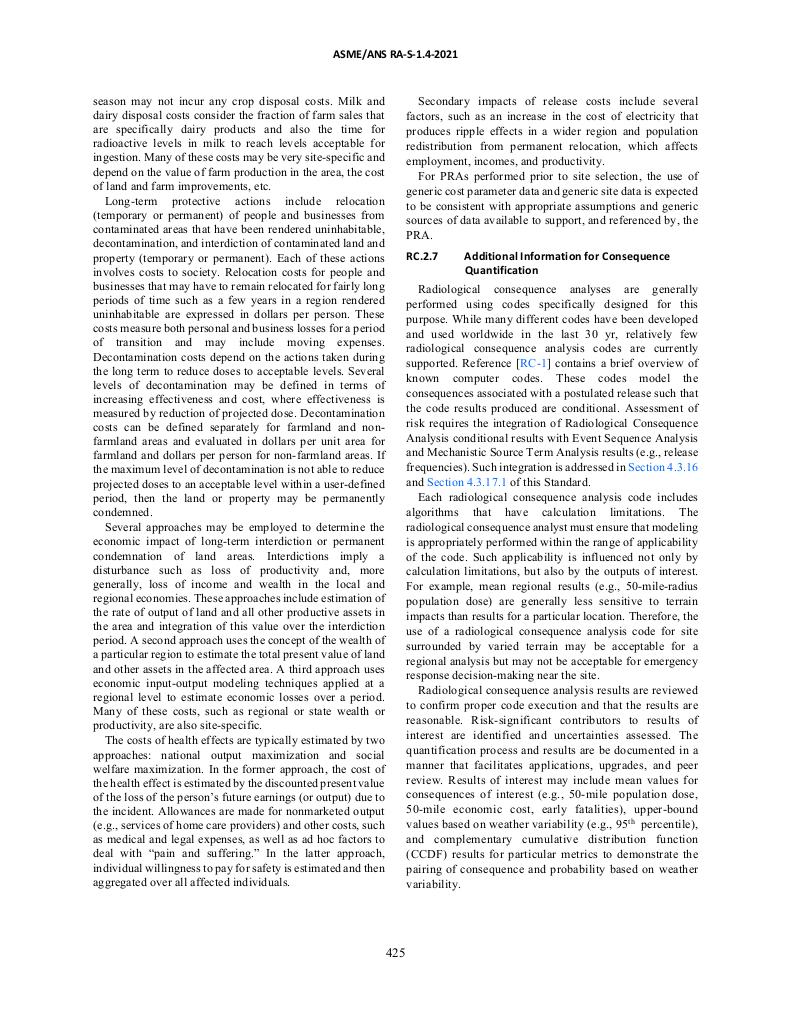 ASME/ANS RA-S-1.4-2021
season may not incur any crop disposal costs. Milk and
dairy disposal costs consider the fraction of farm sales that
are specifically dairy products and also the time for
radioactive levels in milk to reach levels acceptable for
ingestion. Many of these costs may be very site-specific and
depend on the value of farm production in the area, the cost
of land and farm improvements, etc.
Long-term protective actions include relocation
(temporary or permanent) of people and businesses from
contaminated areas that have been rendered uninhabitable,
decontamination, and interdiction of contaminated land and
property (temporary or permanent). Each of these actions
involves costs to society. Relocation costs for people and
businesses that may have to remain relocated for fairly long
periods of time such as a few years in a region rendered
uninhabitable are expressed in dollars per person. These
costs measure both personal and business losses for a period
of transition and may include moving expenses.
Decontamination costs depend on the actions taken during
the long term to reduce doses to acceptable levels. Several
levels of decontamination may be defined in terms of
increasing effectiveness and cost, where effectiveness is
measured by reduction of projected dose. Decontamination
costs can be defined separately for farmland and non-
farmland areas and evaluated in dollars per unit area for
farmland and dollars per person for non-farmland areas. If
the maximum level of decontamination is not able to reduce
projected doses to an acceptable level within a user-defined
period, then the land or property may be permanently
condemned.
Several approaches may be employed to determine the
economic impact of long-term interdiction or permanent
condemnation of land areas. Interdictions imply a
disturbance such as loss of productivity and, more
generally, loss of income and wealth in the local and
regional economies. These approaches include estimation of
the rate of output of land and all other productive assets in
the area and integration of this value over the interdiction
period. A second approach uses the concept of the wealth of
a particular region to estimate the total present value of land
and other assets in the affected area. A third approach uses
economic input-output modeling techniques applied at a
regional level to estimate economic losses over a period.
Many of these costs, such as regional or state wealth or
productivity, are also site-specific.
The costs of health effects are typically estimated by two
approaches: national output maximization and social
welfare maximization. In the former approach, the cost of
the health effect is estimated by the discounted present value
of the loss of the person's future earnings (or output) due to
the incident. Allowances are made for nonmarketed output
(e.g., services of home care providers) and other costs, such
as medical and legal expenses, as well as ad hoc factors to
deal with “pain and suffering.” In the latter approach,
individual willingness to pay for safety is estimated and then
aggregated over all affected individuals.
Secondary impacts of release costs include several
factors, such as an increase in the cost of electricity that
produces ripple effects in a wider region and population
redistribution from permanent relocation, which affects
employment, incomes, and productivity.
For PRAs performed prior to site selection, the use of
generic cost parameter data and generic site data is expected
to be consistent with appropriate assumptions and generic
sources of data available to support, and referenced by, the
PRA.
RC.2.7 Additional Information for Consequence
Quantification
Radiological consequence analyses are generally
performed using codes specifically designed for this
purpose. While many different codes have been developed
and used worldwide in the last 30 yr, relatively few
radiological consequence analysis codes are currently
supported. Reference [RC-1] contains a brief overview of
known computer codes. These codes model the
consequences associated with a postulated release such that
the code results produced are conditional. Assessment of
risk requires the integration of Radiological Consequence
Analysis conditional results with Event Sequence Analysis
and Mechanistic Source Term Analysis results (e.g., release
frequencies). Such integration is addressed in Section 4.3.16
and Section 4.3.17.1 of this Standard.
Each radiological consequence analysis code includes
algorithms that have calculation limitations. The
radiological consequence analyst must ensure that modeling
is appropriately performed within the range of applicability
of the code. Such applicability is influenced not only by
calculation limitations, but also by the outputs of interest.
For example, mean regional results (e.g., 50-mile-radius
population dose) are generally less sensitive to terrain
impacts than results for a particular location. Therefore, the
use of a radiological consequence analysis code for site
surrounded by varied terrain may be acceptable for a
regional analysis but may not be acceptable for emergency
response decision-making near the site.
Radiological consequence analysis results are reviewed
to confirm proper code execution and that the results are
reasonable. Risk-significant contributors to results of
interest are identified and uncertainties assessed. The
quantification process and results are be documented in a
manner that facilitates applications, upgrades, and peer
review. Results of interest may include mean values for
consequences of interest (e.g., 50-mile population dose,
50-mile economic cost, early fatalities), upper-bound
values based on weather variability (e.g., 95th percentile),
and complementary cumulative distribution function
(CCDF) results for particular metrics to demonstrate the
pairing of consequence and probability based on weather
variability.
425